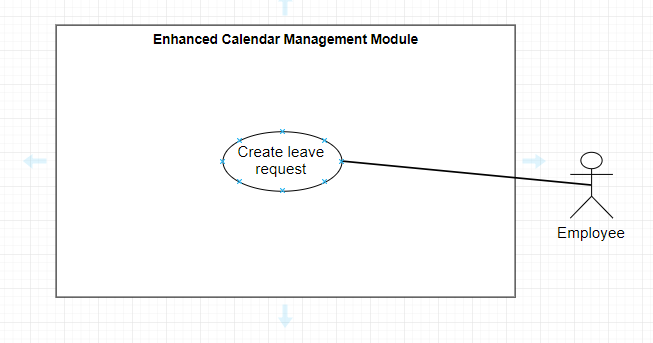 Enhanced Calendar Management Module
Create leave
request
Employee